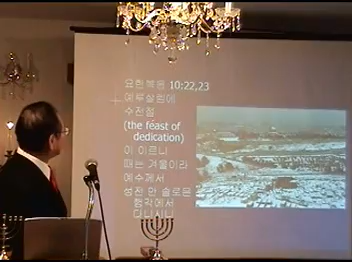 요한복음 10:22,23
예루살렘에
수전절
(the feast of
dedication)
이 이르니
때는 겨울이라
예수께서
성전 안 솔로몬
행각에서
다니시니